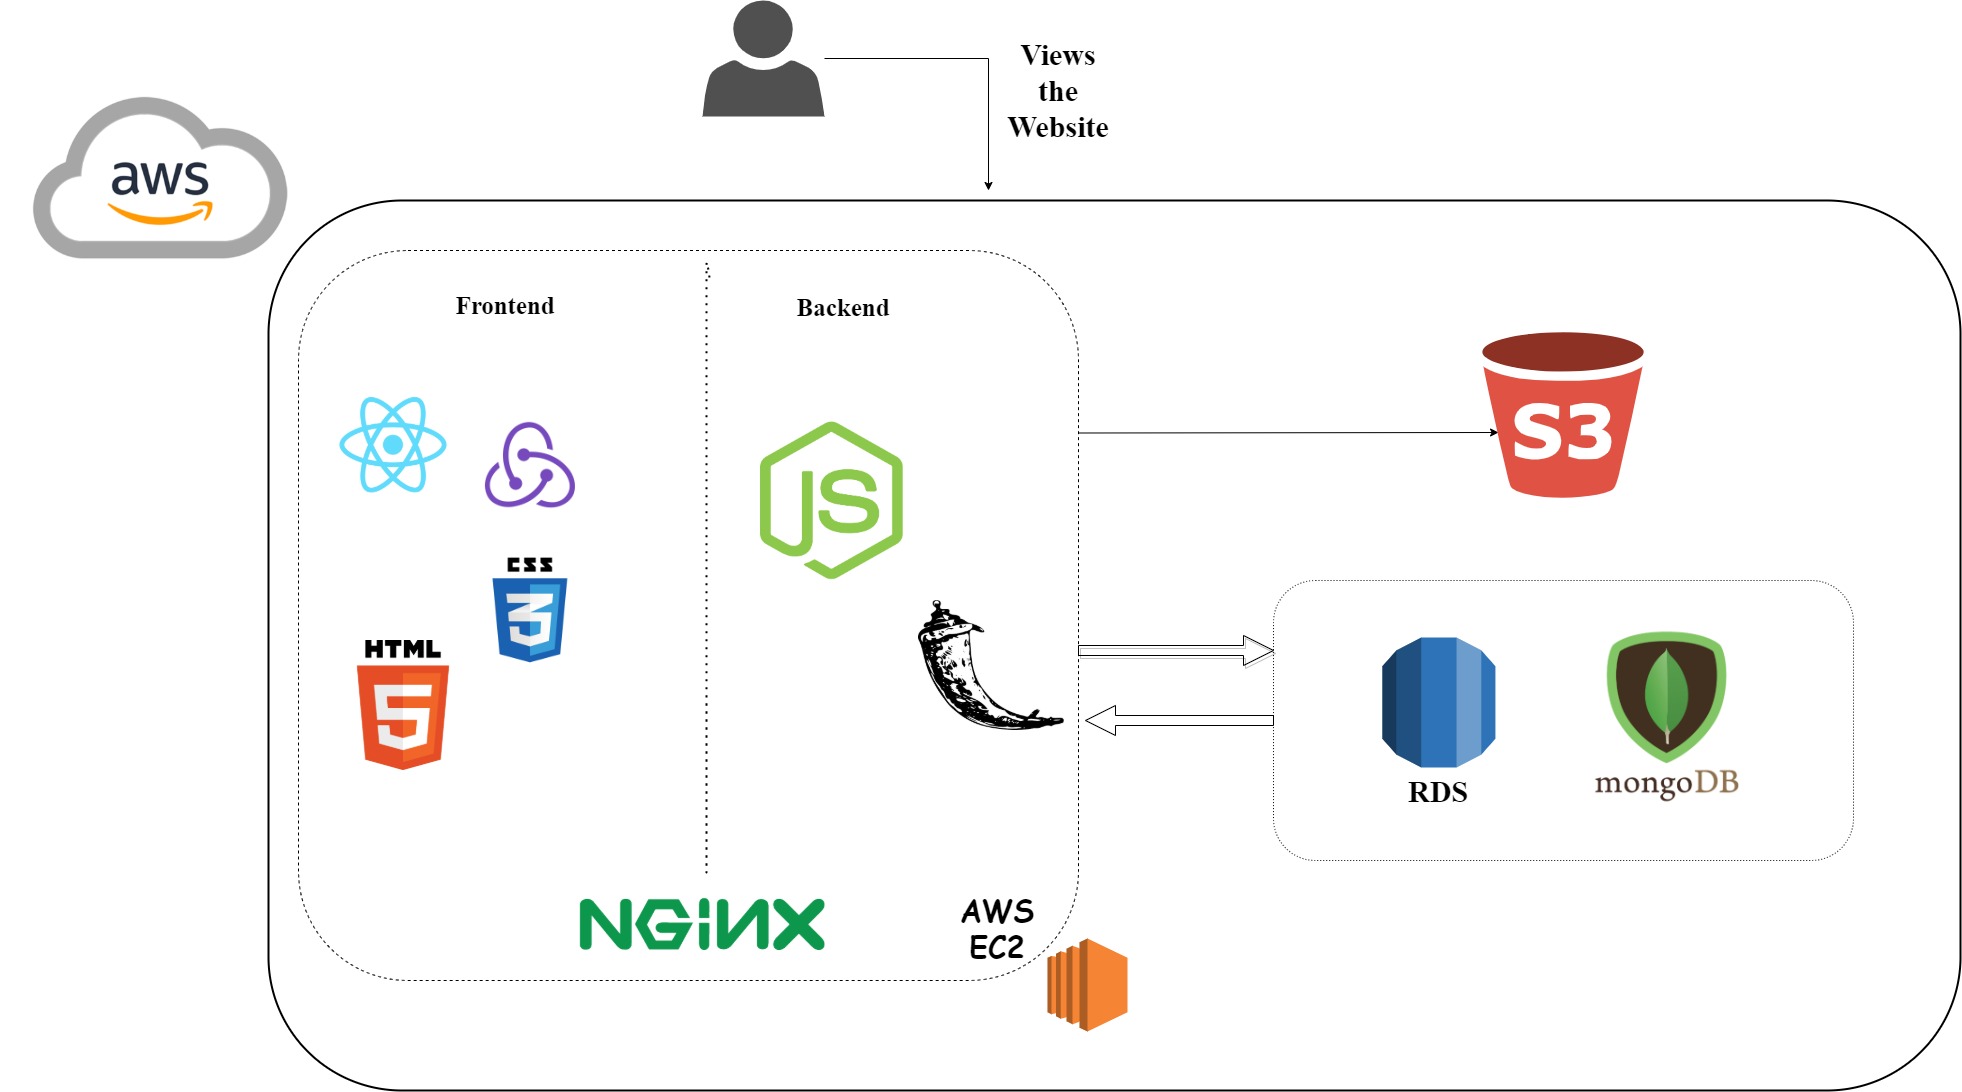 Views
the
Website
aws
Frontend
Backend
JS
S3
CSS
3
HTML
5
RDS
mongoDB
NGiNX
AWS
EC2